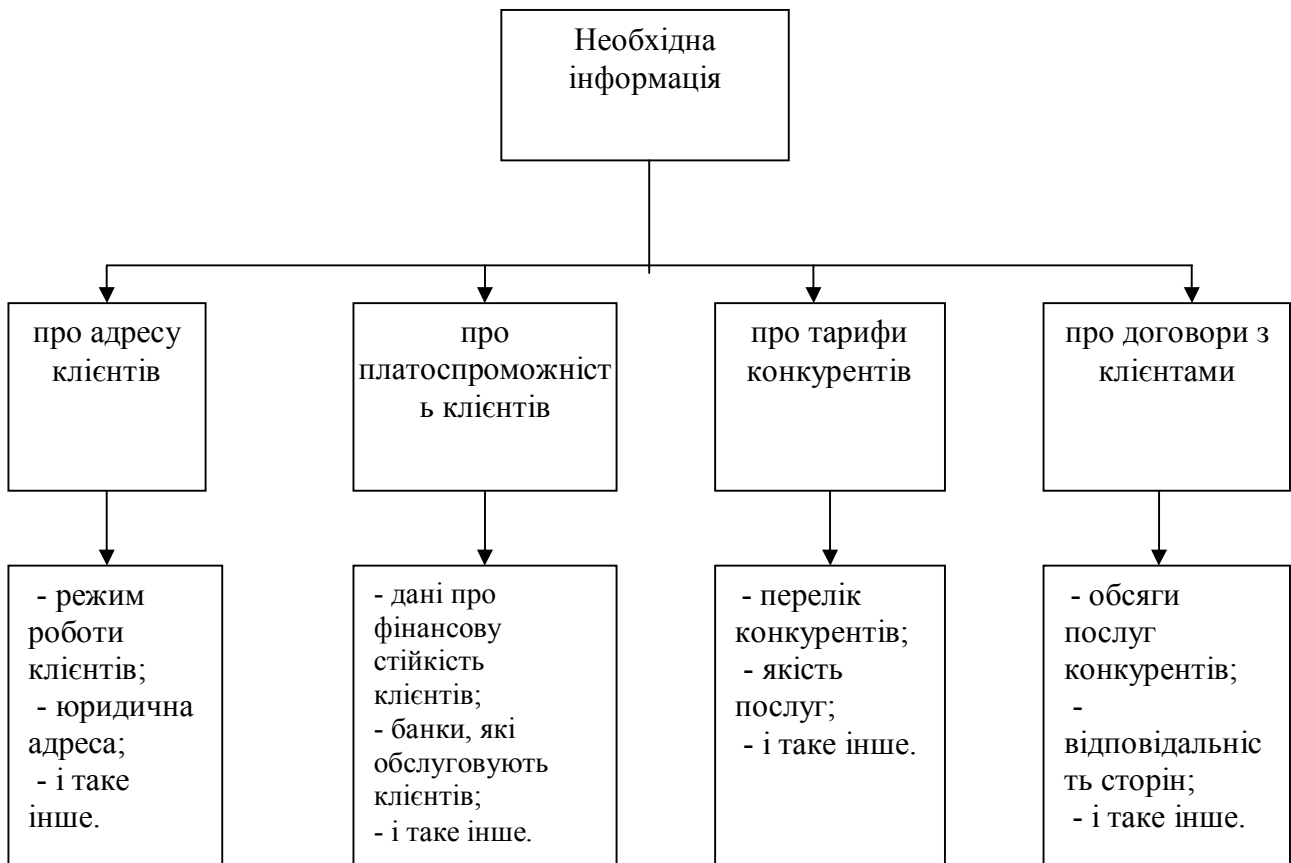 Необхідна
інформація
про адресу
клієнтів
про
платоспроможніст
ь клієнтів
про тарифи
конкурентів
про договори з
клієнтами
- режим
роботи
клієнтів;
- юридична
адреса;
- і таке
інше.
- дані про
фінансову
стійкість
клієнтів;
- банки, які
обслуговують
клієнтів;
- і таке інше.
- перелік
конкурентів;
- якість
послуг;
- і таке інше.
- обсяги
послуг
конкурентів;
-
відповідальніс
ть сторін;
- і таке інше.